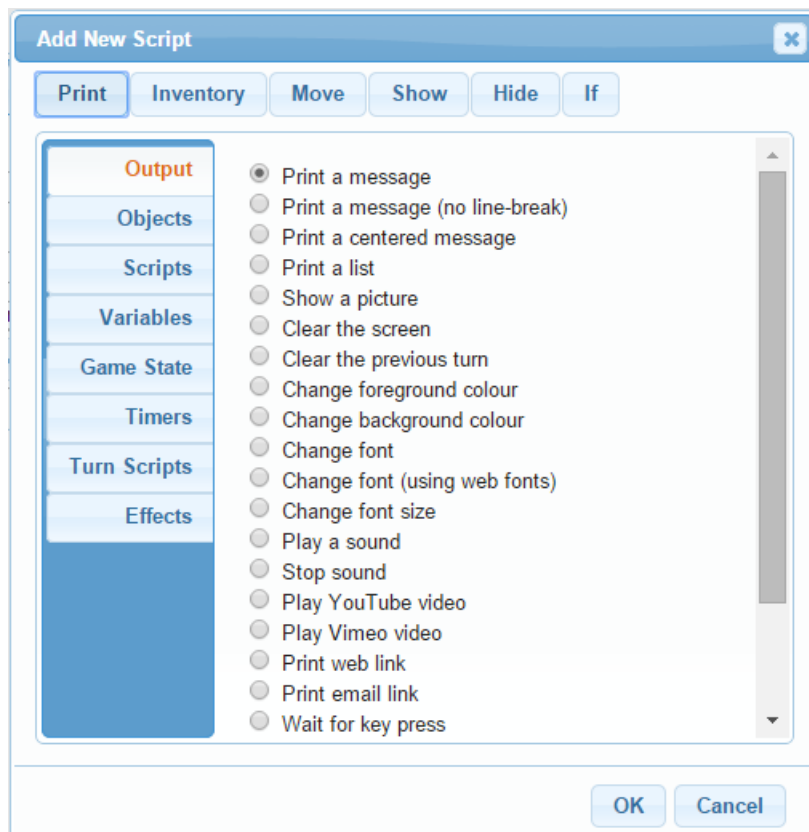 Add New Script
Print Inventory Move Show Hide If
Output
Objects
Scripts
Variables
Game State
Timers
Turn Scripts
Effects
Print a message
Print a message (no line-break)
Print a centered message
Print a list
Show a picture
Clear the screen
Clear the previous turn
Change foreground colour
Change background colour
Change font
Change font (using web fonts)
Change font size
Play a sound
Stop sound
Play YouTube video
Play Vimeo video
Print web link
Print email link
Wait for key press
OK Cancel